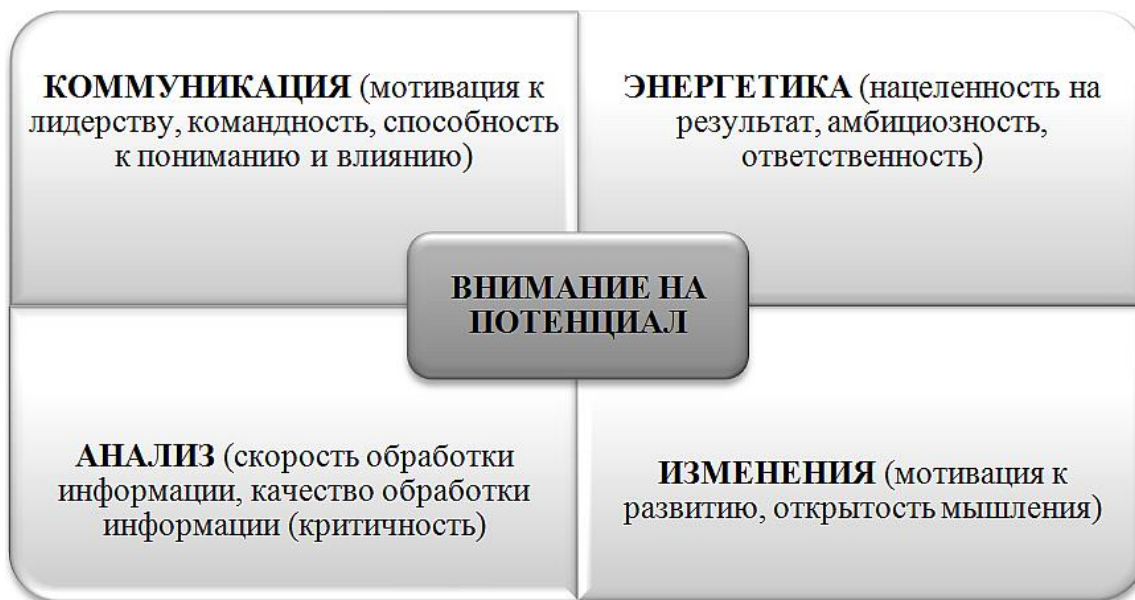 КОММУНИКАЦИЯ (мотивация к
лидерству, командность, способность
к пониманию и влиянию)
ЭНЕРГЕТИКА (нацеленность на
результат, амбициозность,
ответственность)
ВНИМАНИЕ НА
ПОТЕНЦИАЛ
АНАЛИЗ (скорость обработки
информации, качество обработки
информации (критичность)
ИЗМЕНЕНИЯ (мотивация к
развитию, открытость мышления)